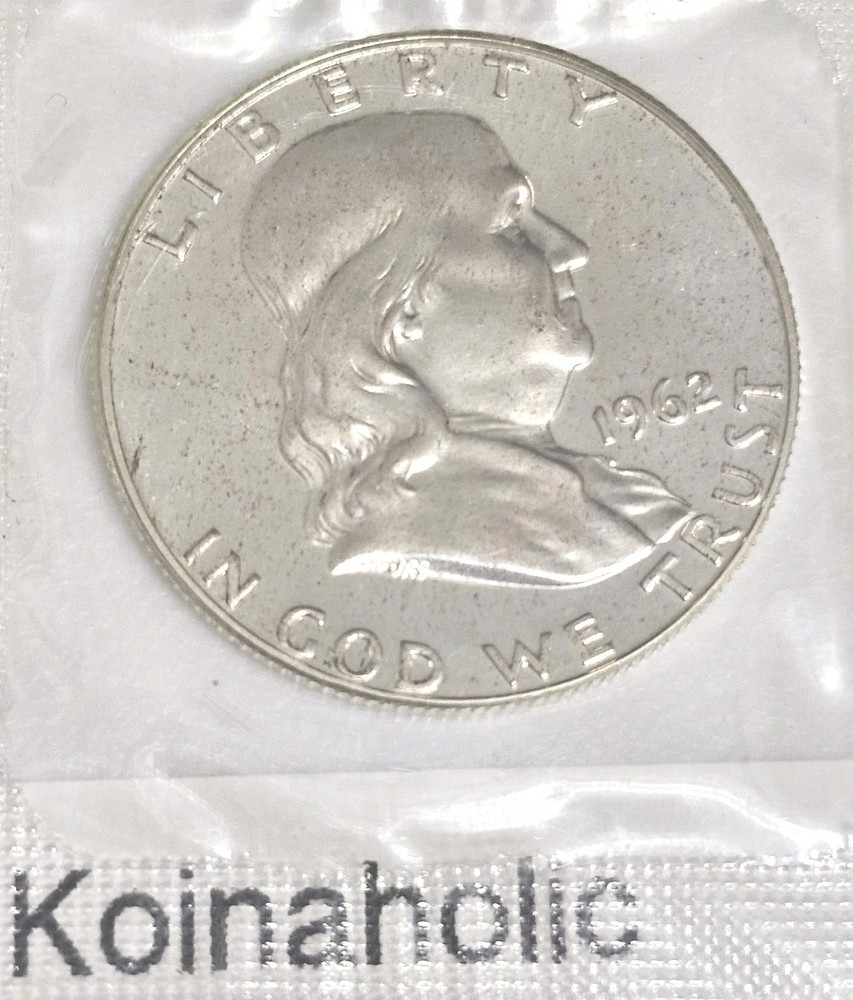 LIBERTY
1962
IN GOD WE TRUST
Koinaholic